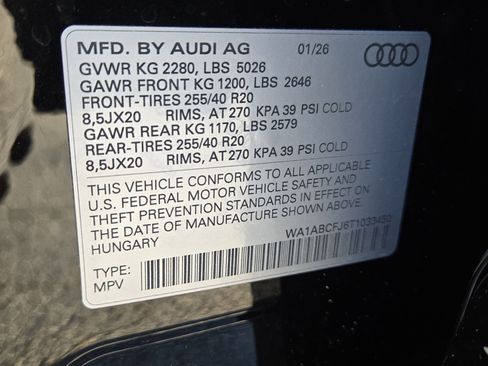 MFD. BY AUDI AG 01/26
GVWR KG 2280, LBS 5026
GAWR FRONT KG 1200, LBS 2646
FRONT-TIRES 255/40 R20
8,5JX20 RIMS, AT 270 KPA 39 PSI COLD
GAWR REAR KG 1170, LBS 2579
REAR-TIRES 255/40 R20
8,5JX20 RIMS, AT 270 KPA 39 PSI COLD
THIS VEHICLE CONFORMS TO ALL APPLICABLE
U.S. FEDERAL MOTOR VEHICLE SAFETY AND
THEFT PREVENTION STANDARDS IN EFFECT ON
THE DATE OF MANUFACTURE SHOWN ABOVE.
HUNGARY
WA1ABCFJ6T1033450
TYPE:
MPV